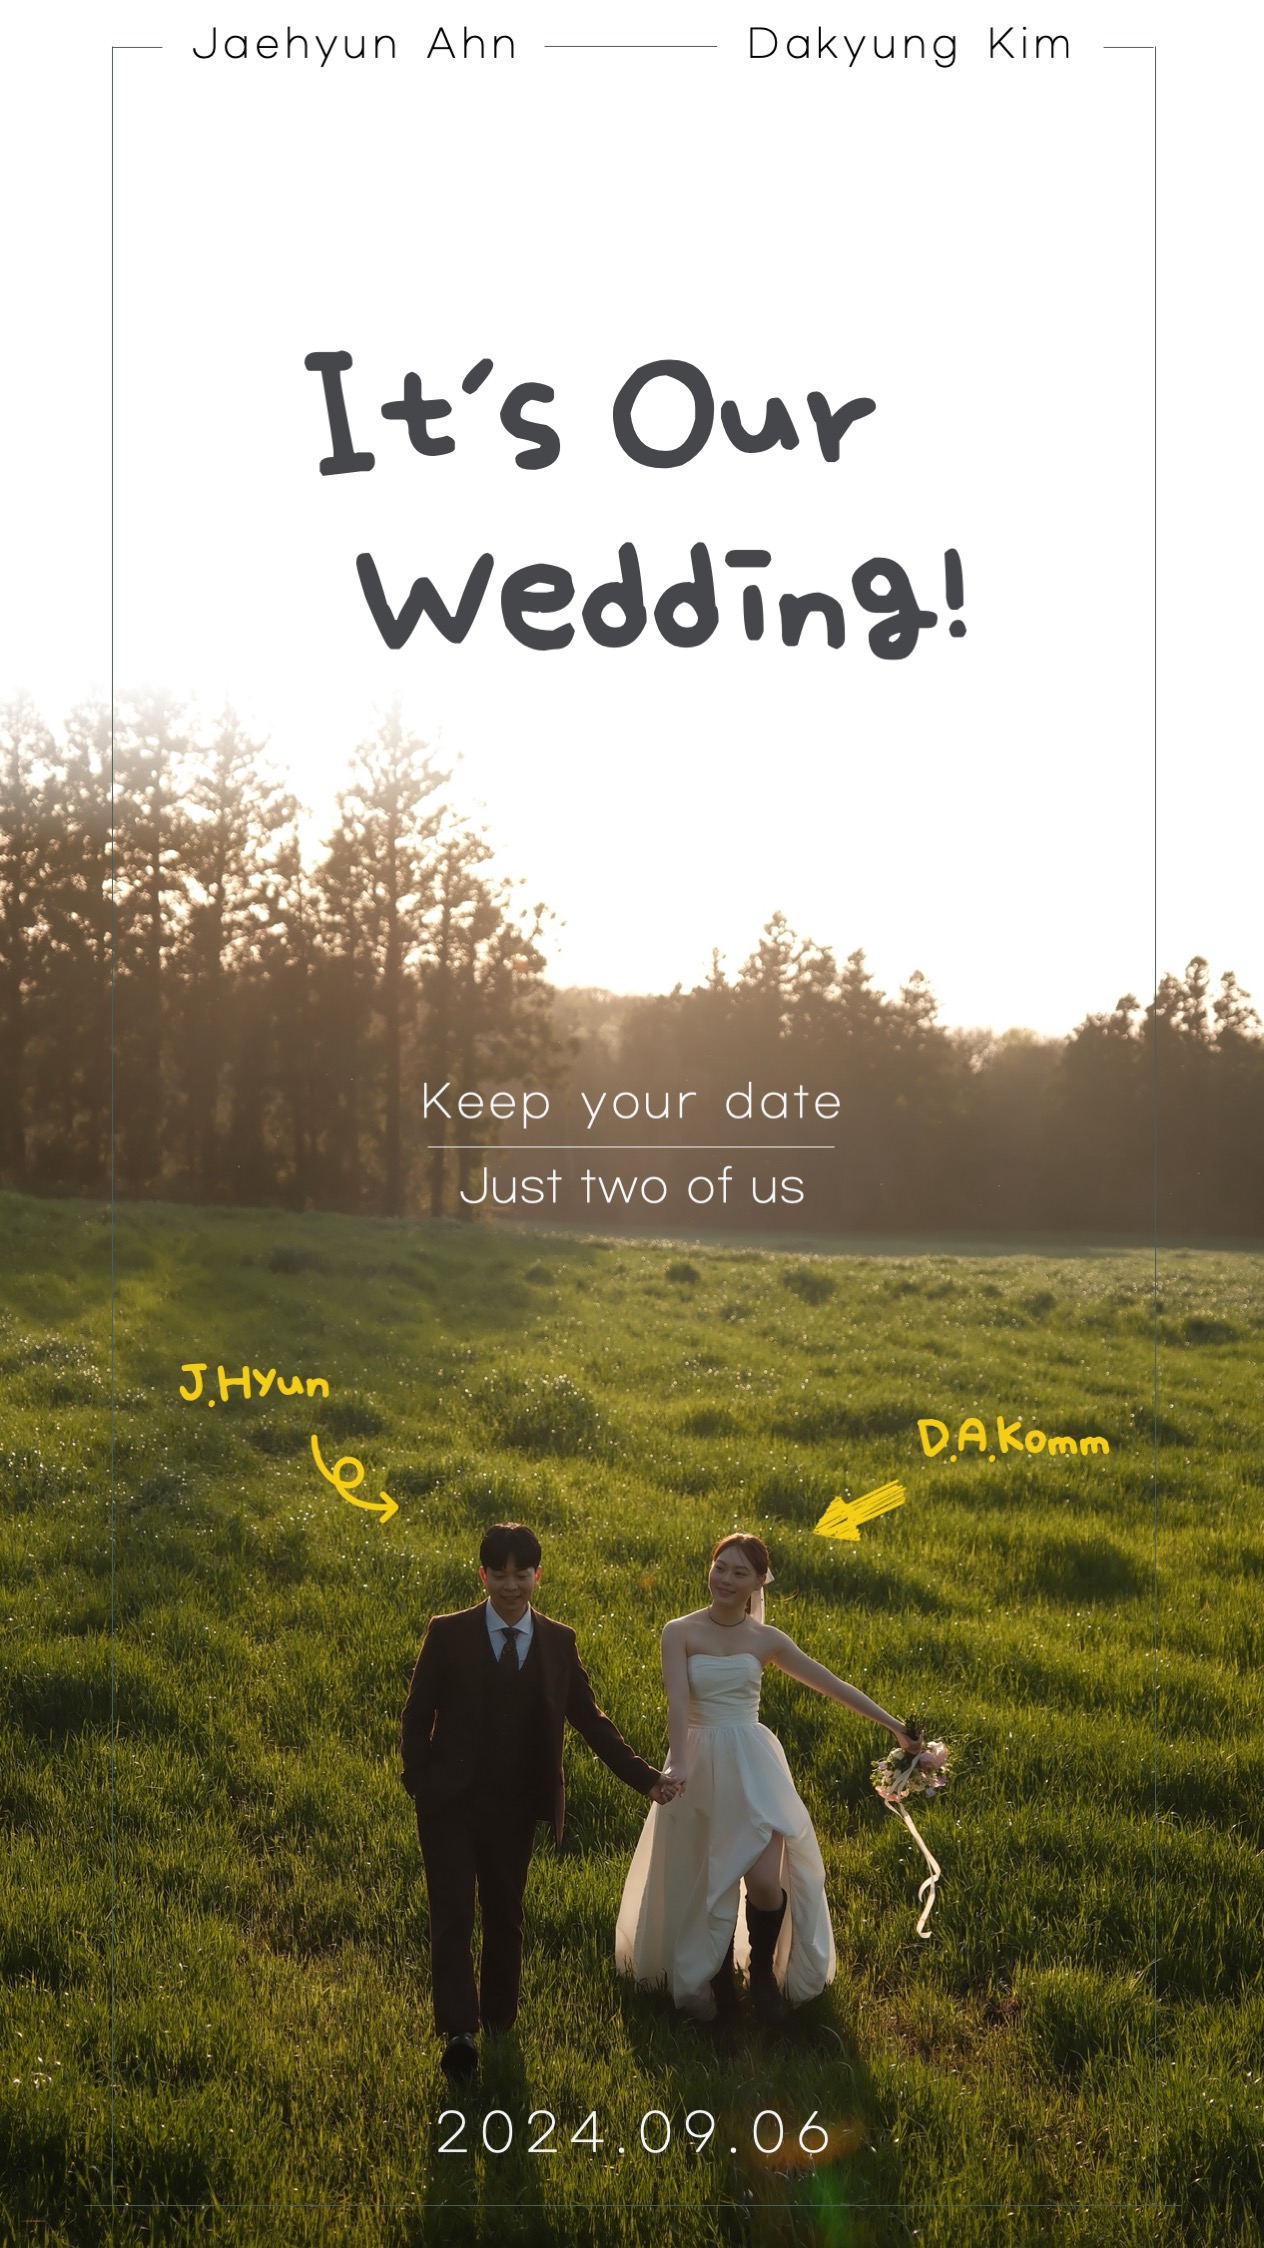 Jaehyun Ahn Dakyung Kim
It's Our
Wedding!
Keep your date
Just two of us
J.Hyun
D.A.Komm
2024.09.06